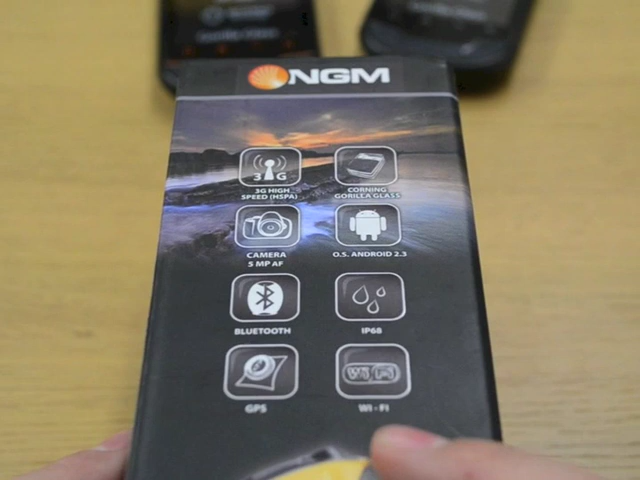 NGM
3G
3G HIGH
SPEED (HSPA)
CORNING
GORILLA GLASS
CAMERA
5 MP AF
O.S. ANDROID 2.3
BLUETOOTH
IP68
GPS
WI-FI